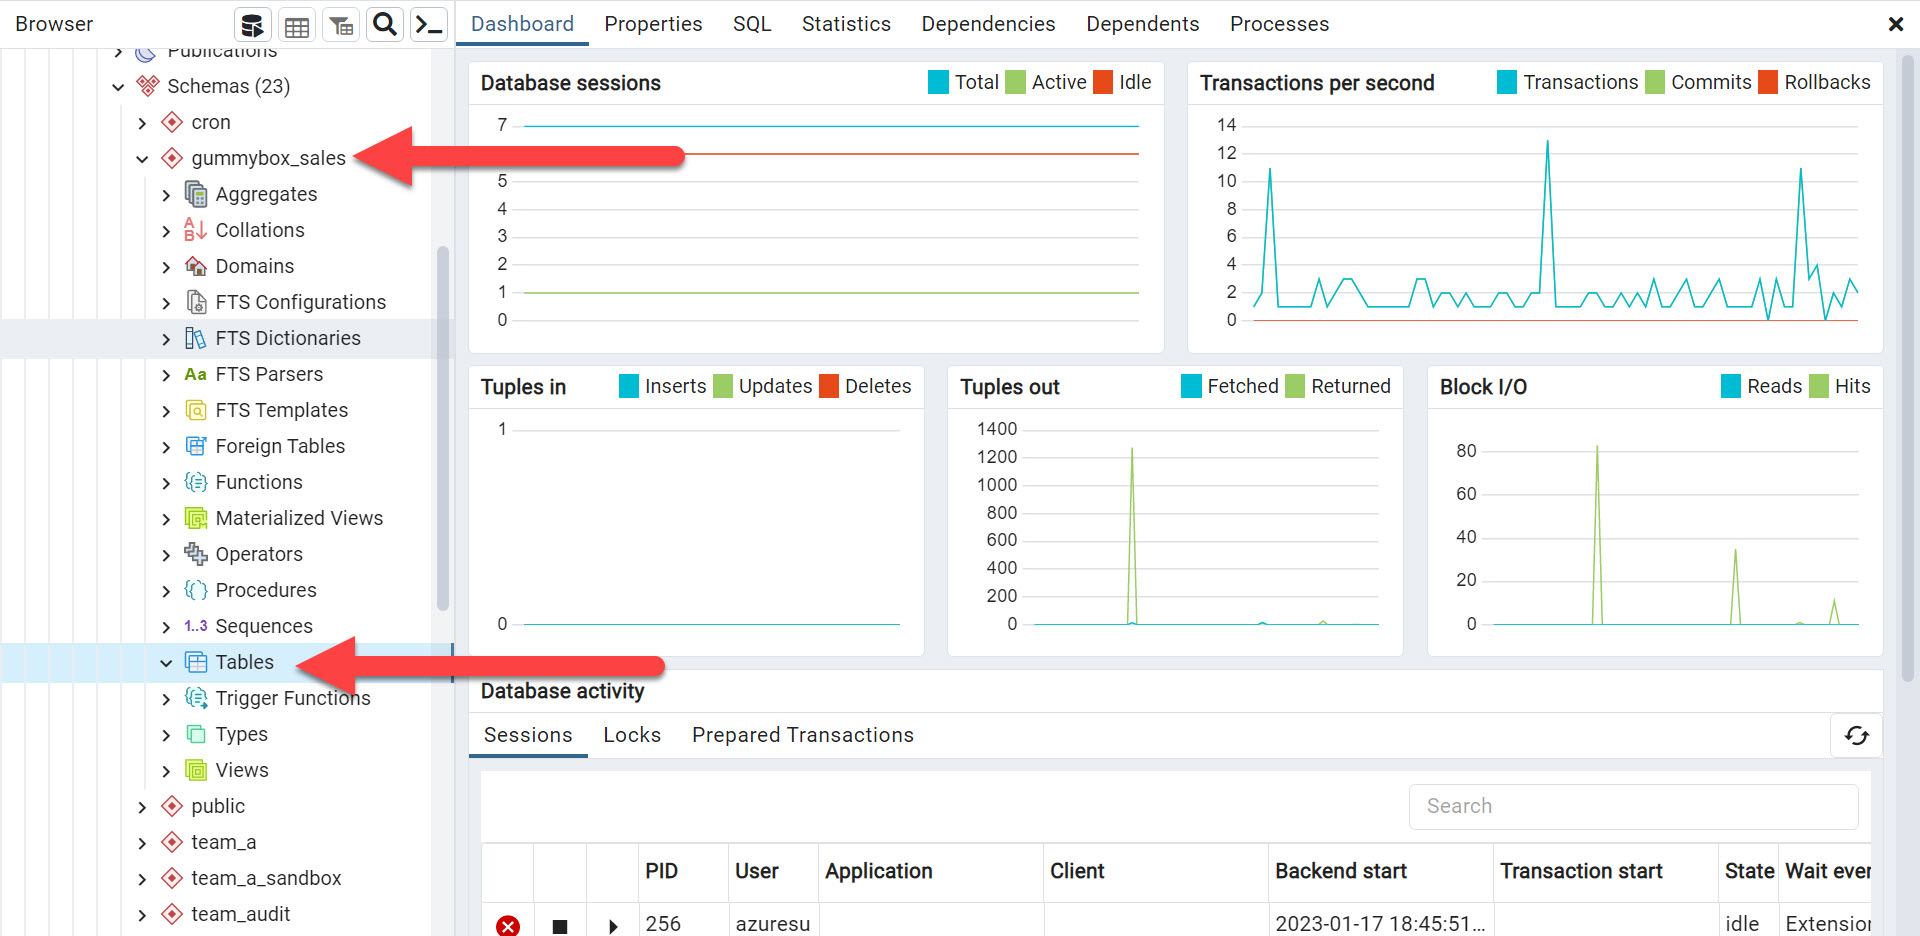 Browser
Dashboard Properties SQL Statistics Dependencies Dependents Processes
Publications
Schemas (23)
cron
gummybox_sales
Aggregates
Collations
Domains
FTS Configurations
FTS Dictionaries
Aa FTS Parsers
FTS Templates
Foreign Tables
Functions
Materialized Views
Operators
Procedures
1..3 Sequences
Tables
Trigger Functions
Types
Views
public
team_a
team_a_sandbox
team_audit
Database sessions Total Active Idle
7
5
4
3
2
1
0
Transactions per second Transactions Commits Rollbacks
14
12
10
8
6
4
2
0
Tuples in Inserts Updates Deletes
1
0
Tuples out Fetched Returned
1400
1200
1000
800
600
400
200
0
Block I/O Reads Hits
80
60
40
20
0
Database activity
Sessions Locks Prepared Transactions
Search
PID User Application Client Backend start Transaction start State Wait ever
256 azuresu 2023-01-17 18:45:51... idle Extension